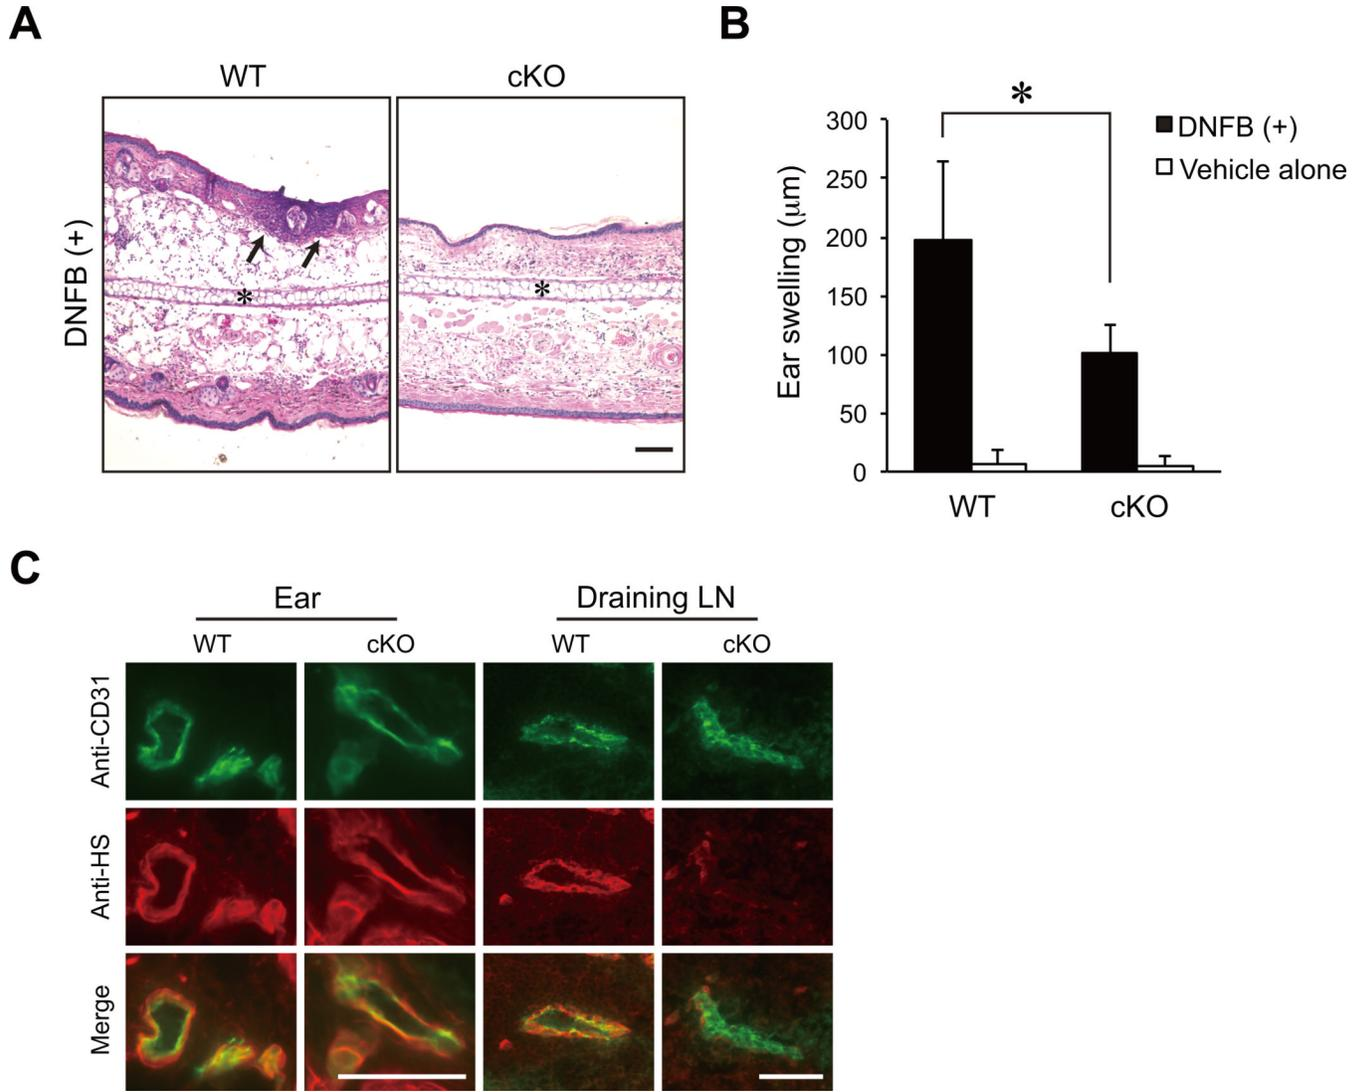 A
WT cKO
DNFB (+)
*
*
B
*
DNFB (+)
Vehicle alone
Ear swelling (μm)
300
250
200
150
100
50
0
WT cKO
C
Ear Draining LN
WT cKO WT cKO
Anti-CD31
Anti-HS
Merge